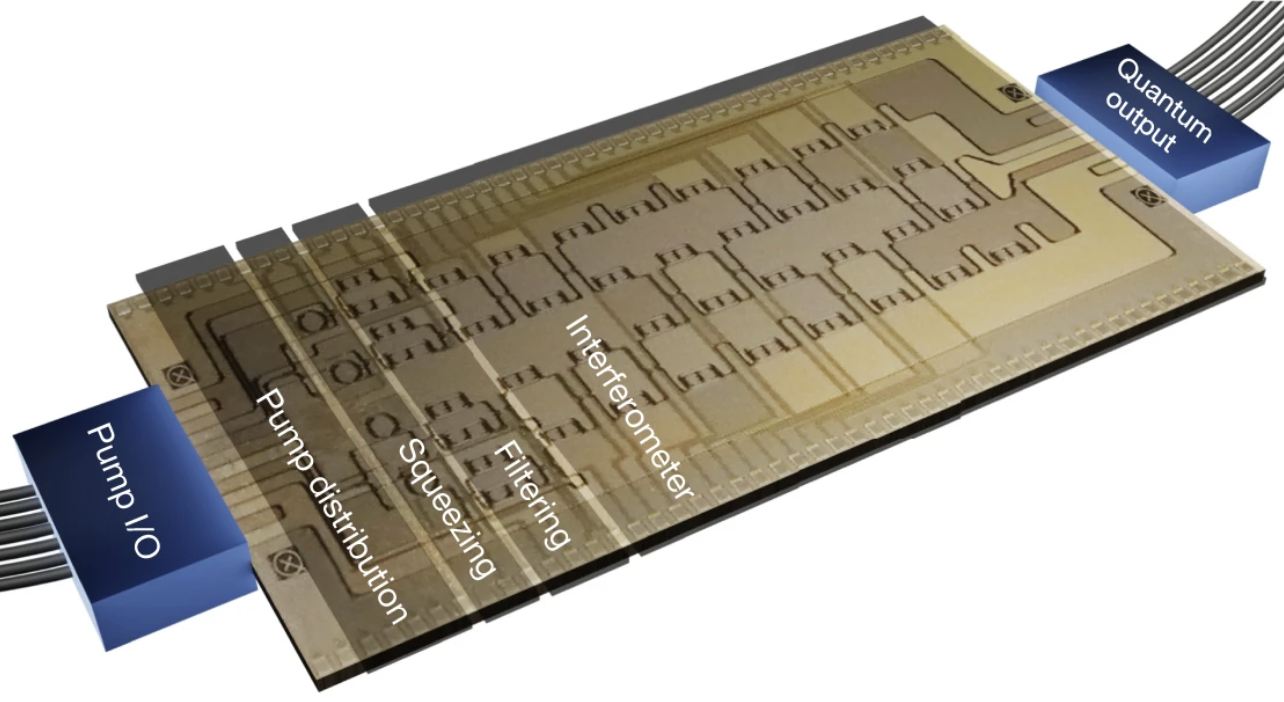 Pump I/O
Pump distribution
Squeezing
Filtering
Interferometer
Quantum
output